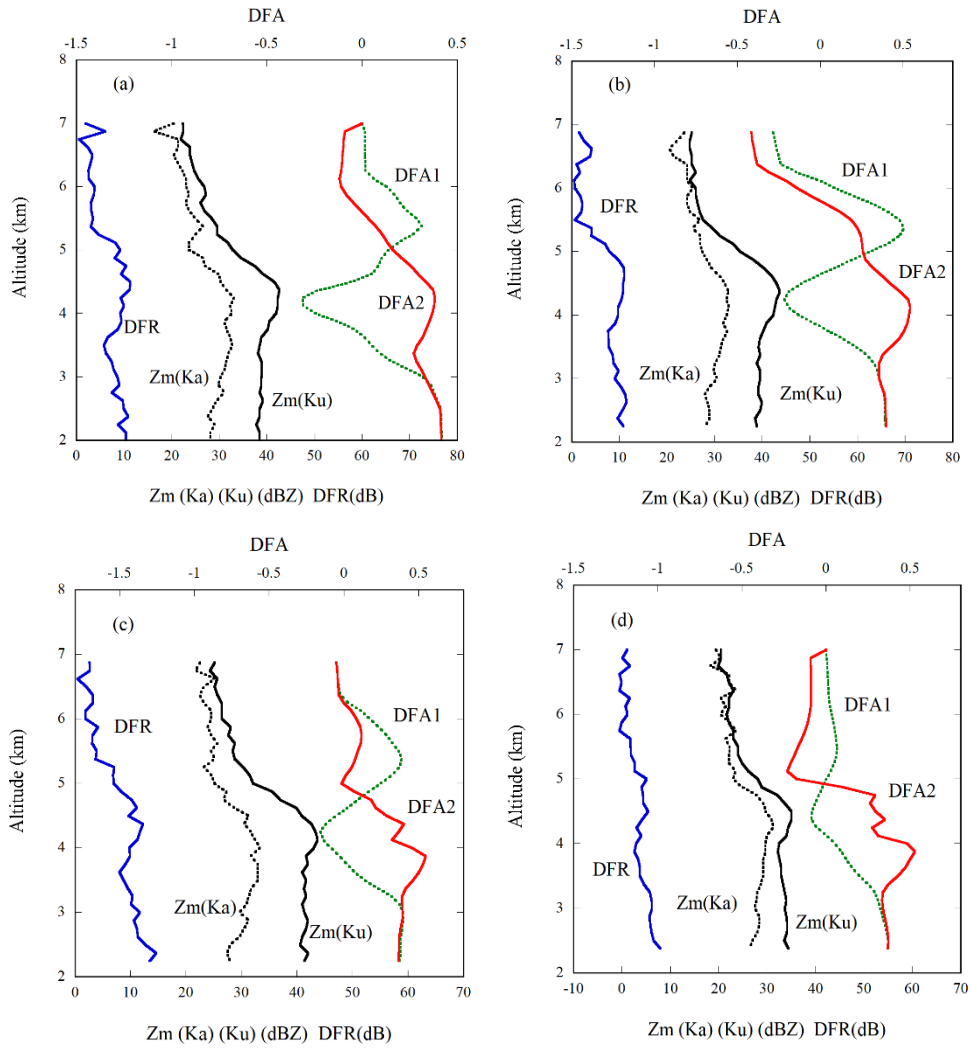 DFA
-1.5 -1 -0.5 0 0.5
8
7
6
5
4
3
2
Altitude (km)
(a)
DFA1
DFA2
DFR
Zm(Ka)
Zm(Ku)
0 10 20 30 40 50 60 70 80
Zm (Ka) (Ku) (dBZ) DFR(dB)
DFA
-1.5 -1 -0.5 0 0.5
8
7
6
5
4
3
2
Altitude (km)
(b)
DFA1
DFR
DFA2
Zm(Ka)
Zm(Ku)
0 10 20 30 40 50 60 70 80
Zm (Ka) (Ku) (dBZ) DFR(dB)
DFA
-1.5 -1 -0.5 0 0.5
8
7
6
5
4
3
2
Altitude (km)
(c)
DFR
DFA1
DFA2
Zm(Ka)
Zm(Ku)
0 10 20 30 40 50 60 70
Zm (Ka) (Ku) (dBZ) DFR(dB)
DFA
-1.5 -1 -0.5 0 0.5
8
7
6
5
4
3
2
Altitude (km)
(d)
DFA1
DFA2
DFR
Zm(Ka)
Zm(Ku)
-10 0 10 20 30 40 50 60 70
Zm (Ka) (Ku) (dBZ) DFR(dB)